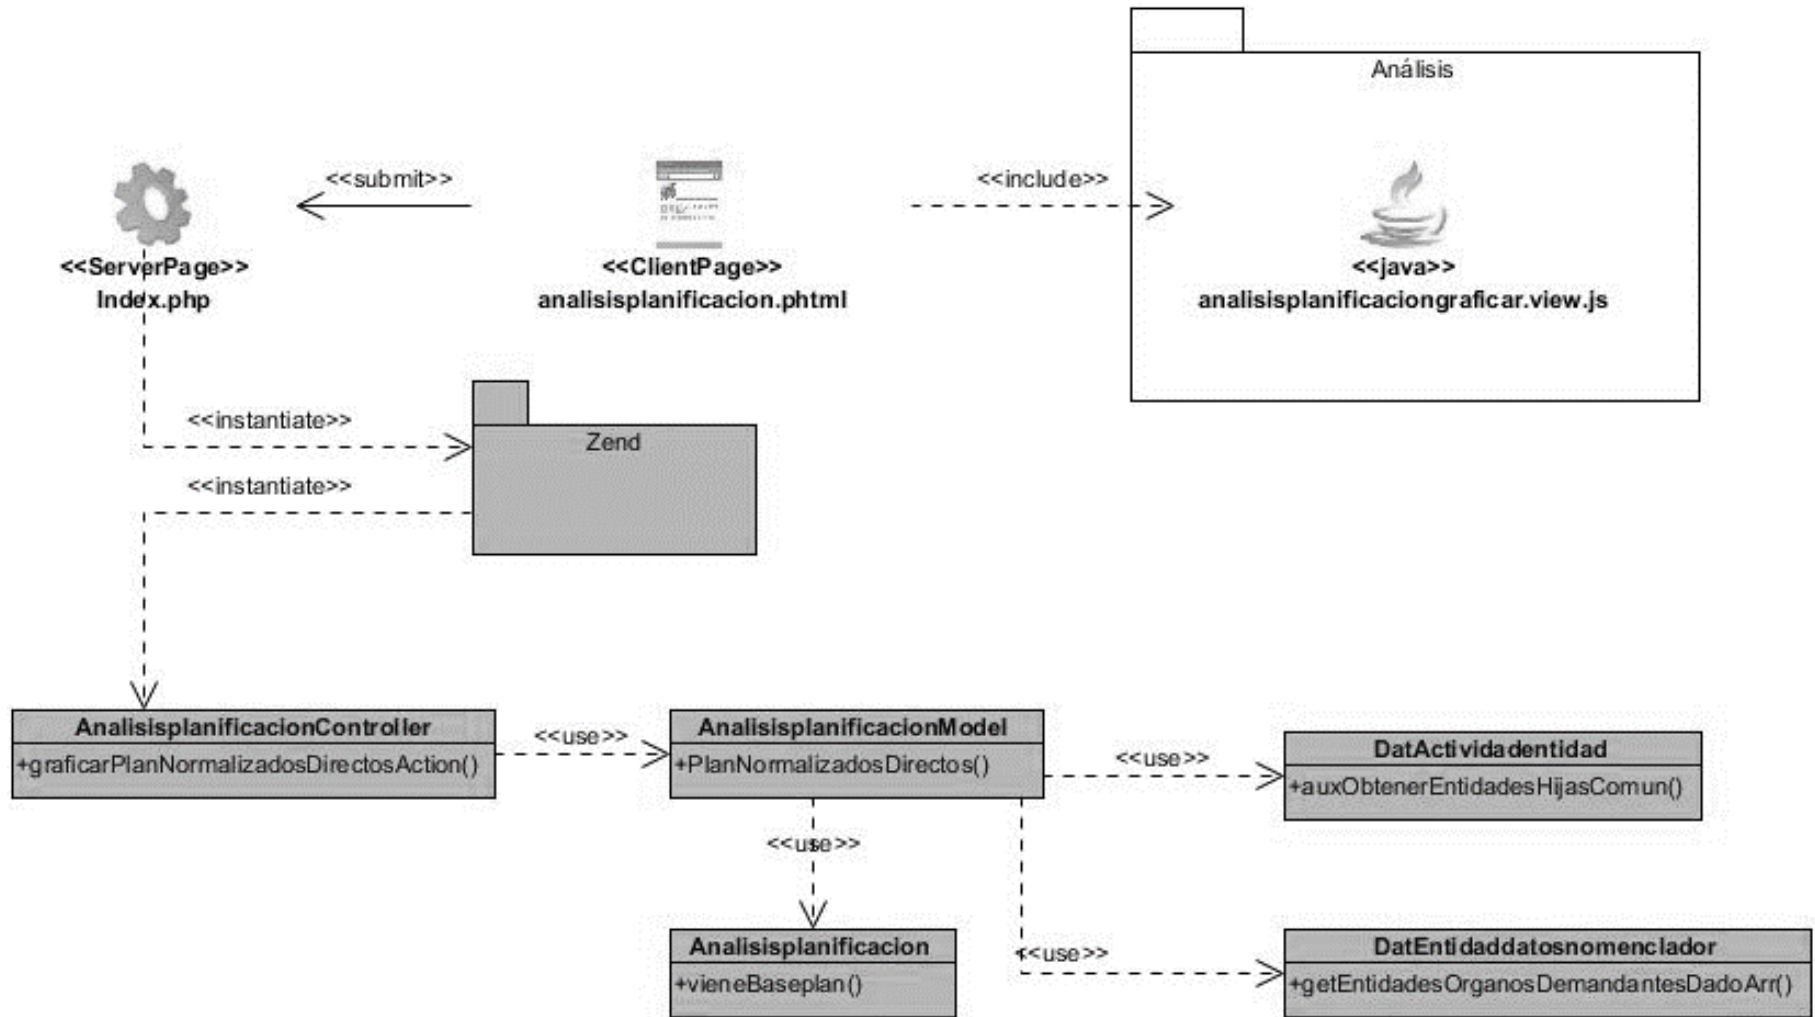 Análisis
<<submit>>
<<include>>
<<ServerPage>>
Index.php
<<ClientPage>>
analisisplanificacion.phtml
<<java>>
analisisplanificaciongraficar.view.js
<<instantiate>>
Zend
<<instantiate>>
AnalisisplanificacionController
+graficarPlanNormalizadosDirectosAction()
<<use>>
AnalisisplanificacionModel
+PlanNormalizadosDirectos()
<<use>>
DatActividadentidad
+auxObtenerEntidadesHijasComun()
<<use>>
Analisisplanificacion
+vieneBaseplan()
<<use>>
DatEntidaddatosnomenclador
+getEntidadesOrganosDemandantesDadoArr()